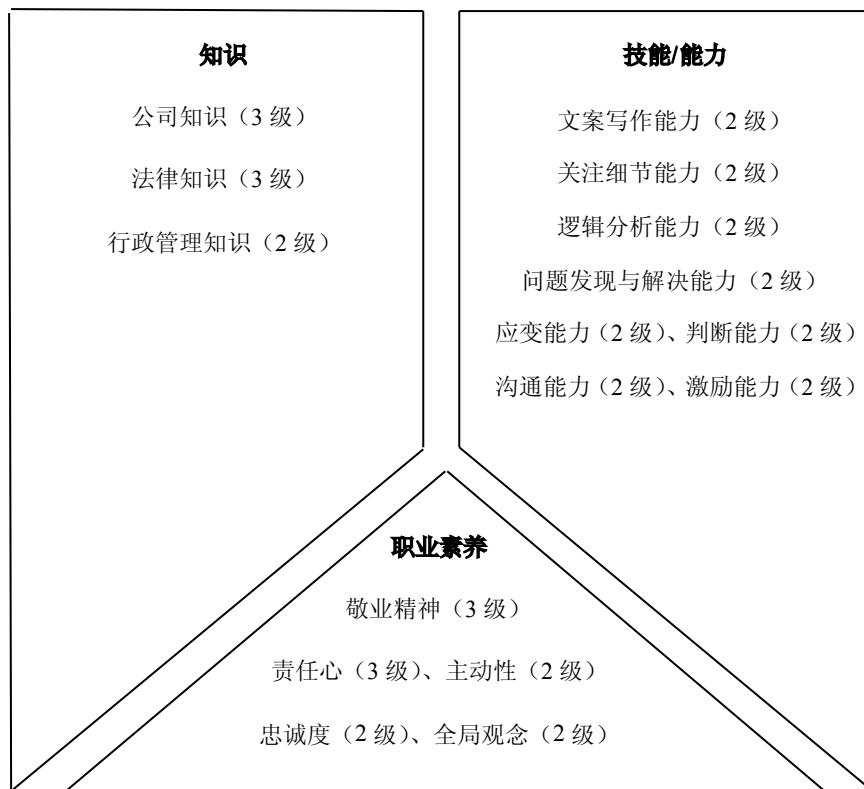 知识
公司知识（3 级）
法律知识（3 级）
行政管理知识（2 级）
技能/能力
文案写作能力（2 级）
关注细节能力（2 级）
逻辑分析能力（2 级）
问题发现与解决能力（2 级）
应变能力（2 级）、判断能力（2 级）
沟通能力（2 级）、激励能力（2 级）
职业素养
敬业精神（3 级）
责任心（3 级）、主动性（2 级）
忠诚度（2 级）、全局观念（2 级）